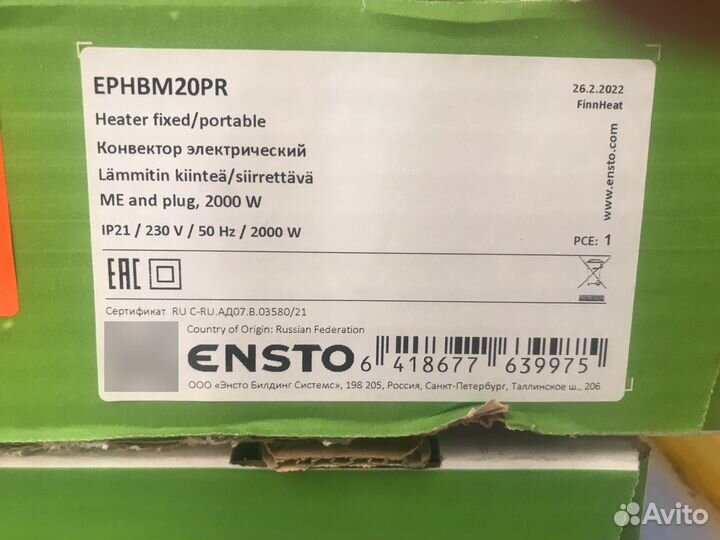 EPHBM20PR
26.2.2022
FinnHeat
Heater fixed/portable
Конвектор электрический
Lämmitin kiinteä/siirrettävä
ME and plug, 2000 W
IP21 / 230 V / 50 Hz / 2000 W
www.ensto.com
PCE: 1
EAC
Сертификат RU C-RU.АД07.В.03580/21
Country of Origin: Russian Federation
ENSTO
6 418677 639975
ООО «Энсто Билдинг Системс», 198 205, Россия, Санкт-Петербург, Таллинское ш., 206
Avito